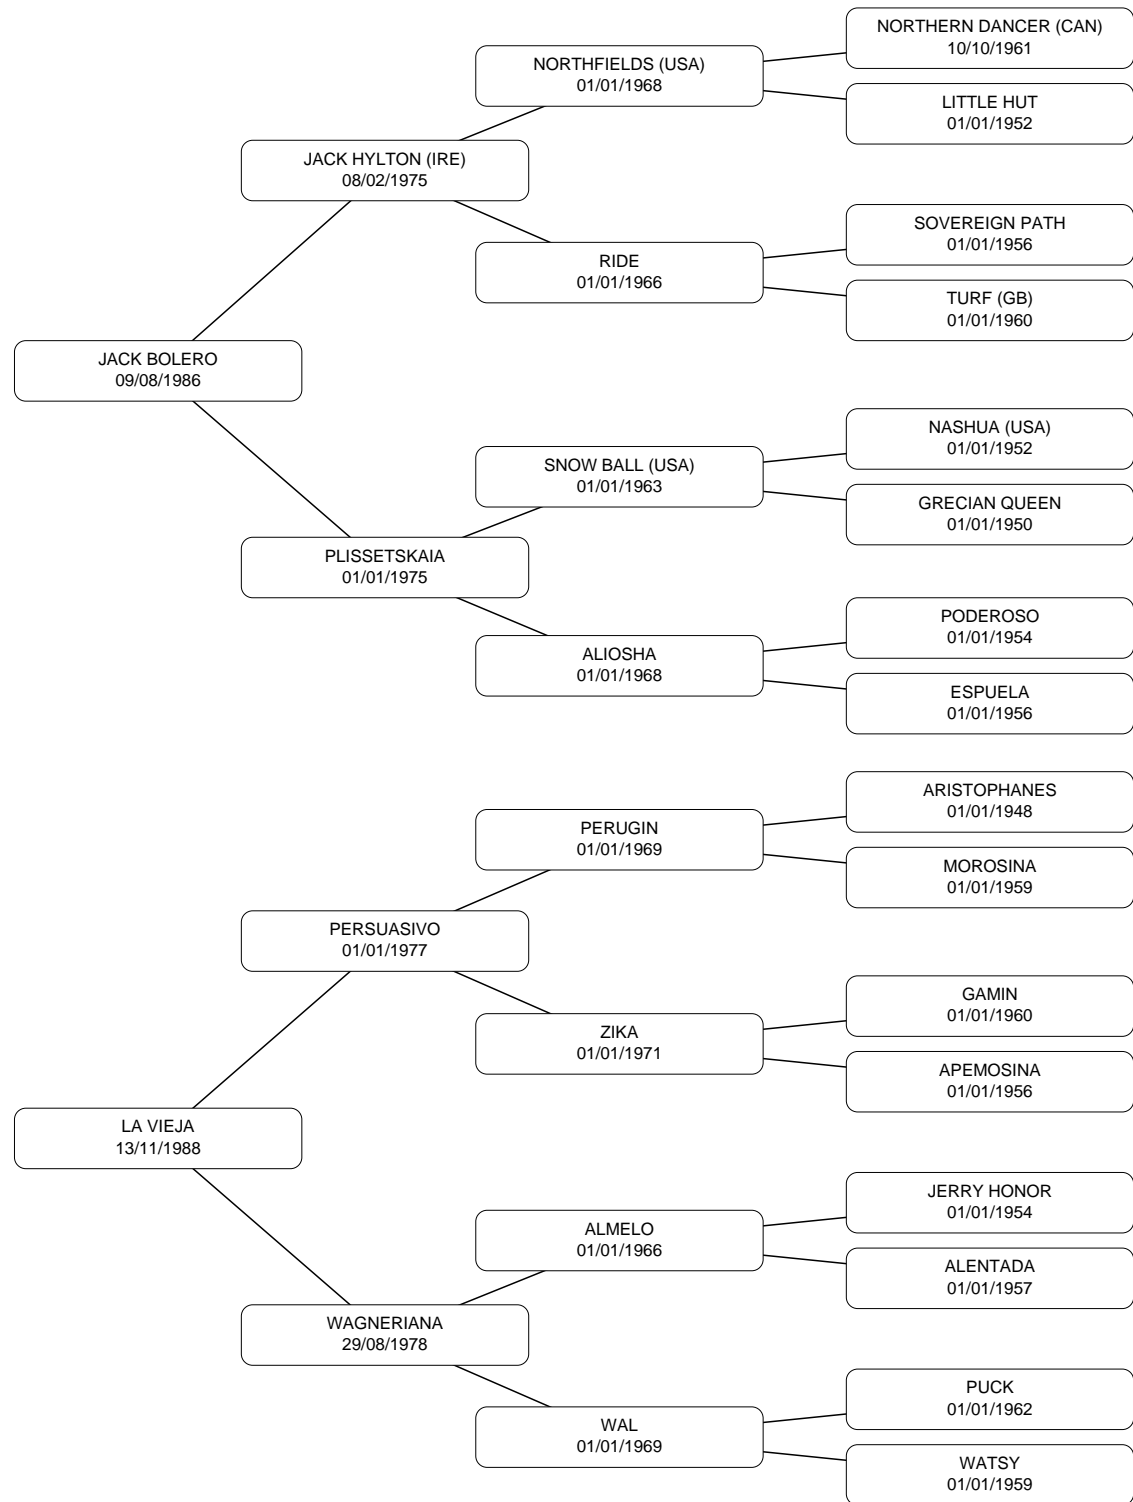 NORTHERN DANCER (CAN)
10/10/1961
NORTHFIELDS (USA)
01/01/1968
LITTLE HUT
01/01/1952
JACK HYLTON (IRE)
08/02/1975
SOVEREIGN PATH
01/01/1956
RIDE
01/01/1966
TURF (GB)
01/01/1960
JACK BOLERO
09/08/1986
NASHUA (USA)
01/01/1952
SNOW BALL (USA)
01/01/1963
GRECIAN QUEEN
01/01/1950
PLISSETSKAIA
01/01/1975
PODEROSO
01/01/1954
ALIOSHA
01/01/1968
ESPUELA
01/01/1956
ARISTOPHANES
01/01/1948
PERUGIN
01/01/1969
MOROSINA
01/01/1959
PERSUASIVO
01/01/1977
GAMIN
01/01/1960
ZIKA
01/01/1971
APEMOSINA
01/01/1956
LA VIEJA
13/11/1988
JERRY HONOR
01/01/1954
ALMELO
01/01/1966
ALENTADA
01/01/1957
WAGNERIANA
29/08/1978
PUCK
01/01/1962
WAL
01/01/1969
WATSY
01/01/1959